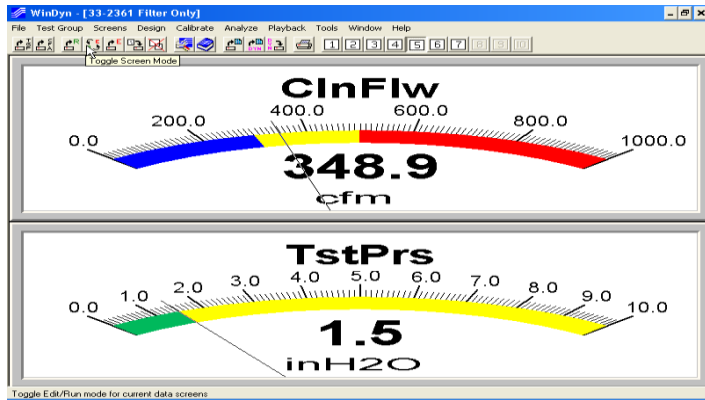 WinDyn - [33-2361 Filter Only]
File Test Group Screens Design Calibrate Analyze Playback Tools Window Help
1 2 3 4 5 6 7 8 9 10
Toggle Screen Mode
ClnFlw
0.0 200.0 400.0 600.0 800.0 1000.0
348.9
cfm
TstPrs
0.0 1.0 2.0 3.0 4.0 5.0 6.0 7.0 8.0 9.0 10.0
1.5
inH2O
Toggle Edit/Run mode for current data screens